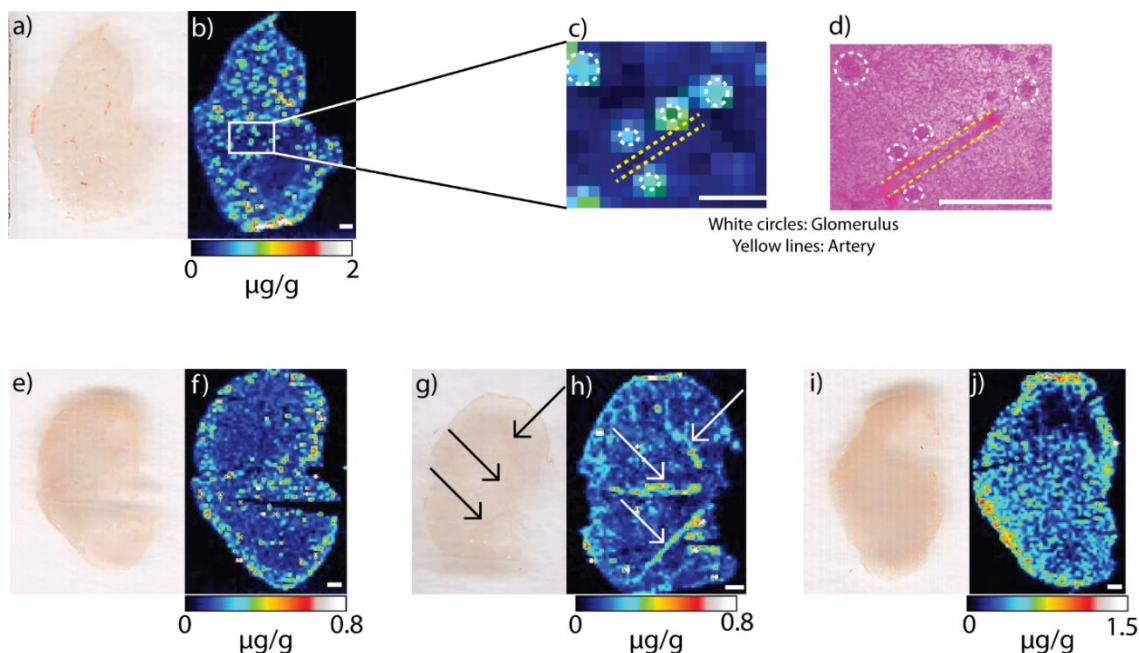 a)
b)
c)
d)
0
2
µg/g
White circles: Glomerulus
Yellow lines: Artery
e)
f)
g)
h)
i)
j)
0
0.8
µg/g
0
0.8
µg/g
0
1.5
µg/g